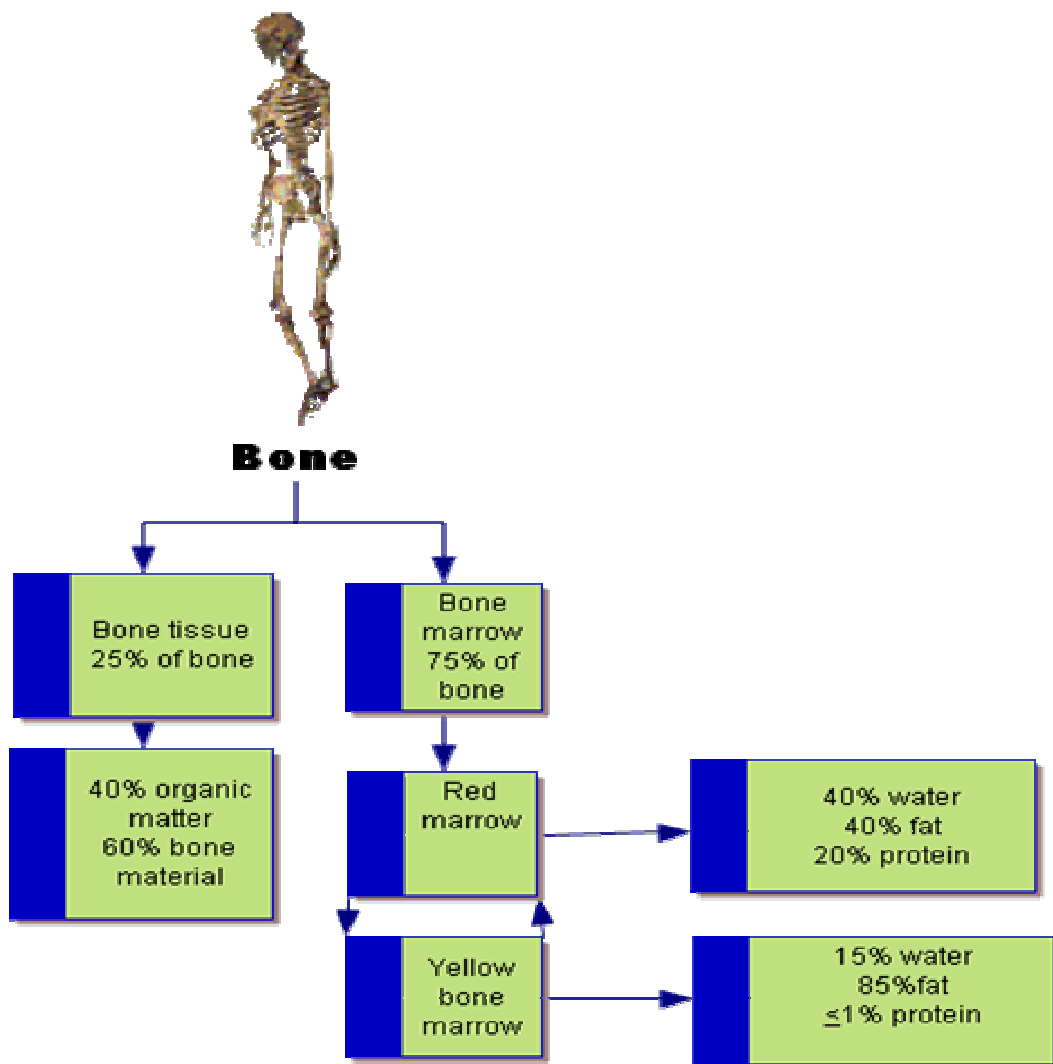 Bone
Bone tissue
25% of bone
Bone
marrow
75% of
bone
40% organic
matter
60% bone
material
Red
marrow
40% water
40% fat
20% protein
Yellow
bone
marrow
15% water
85%fat
≤1% protein